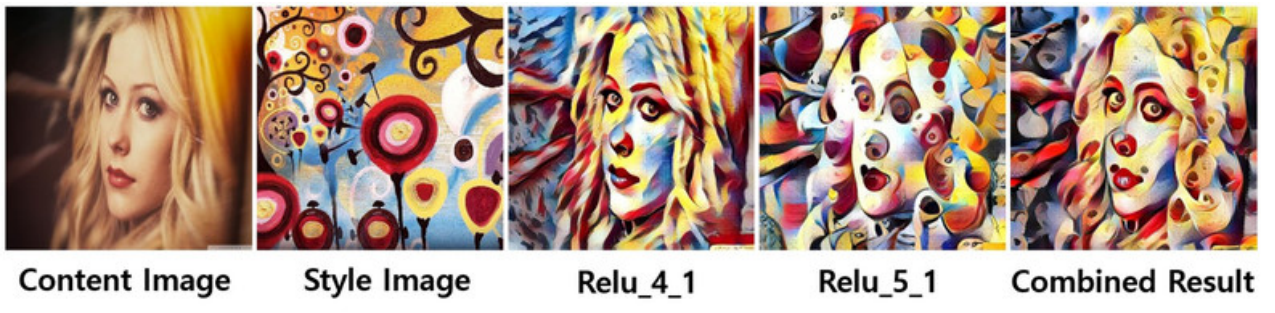 Content Image
Style Image
Relu_4_1
Relu_5_1
Combined Result